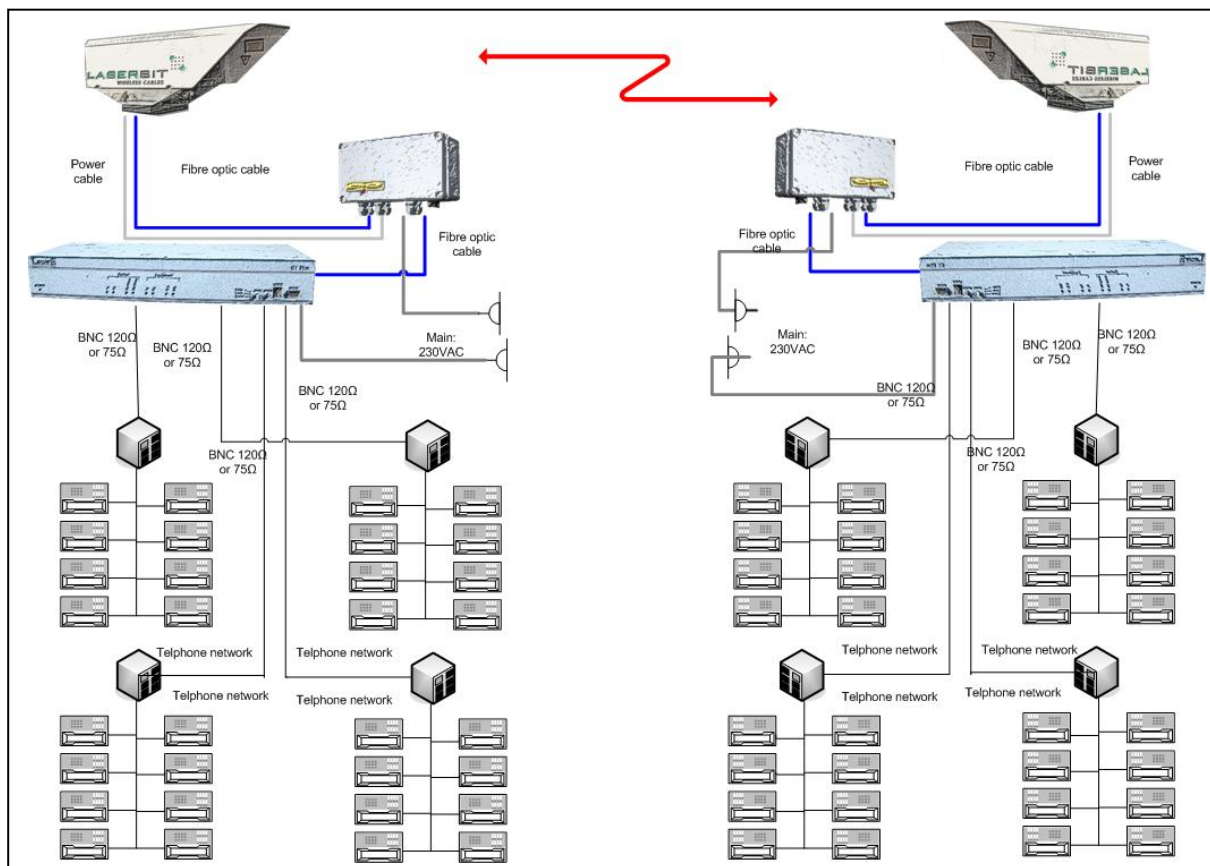 LASERBIT
WIRELESS CABLES
LASERBIT
WIRELESS CABLES
Power
cable
Fibre optic cable
Fibre optic cable
Power
cable
Fibre optic
cable
Fibre optic
cable
BNC 120Ω
or 75Ω
BNC 120Ω
or 75Ω
Main:
230VAC
Main:
230VAC
BNC 120Ω
or 75Ω
BNC 120Ω
or 75Ω
BNC 120Ω
or 75Ω
BNC 120Ω
or 75Ω
BNC 120Ω
or 75Ω
BNC 120Ω
or 75Ω
Telphone network
Telphone network
Telphone network
Telphone network
Telphone network
Telphone network
Telphone network
Telphone network